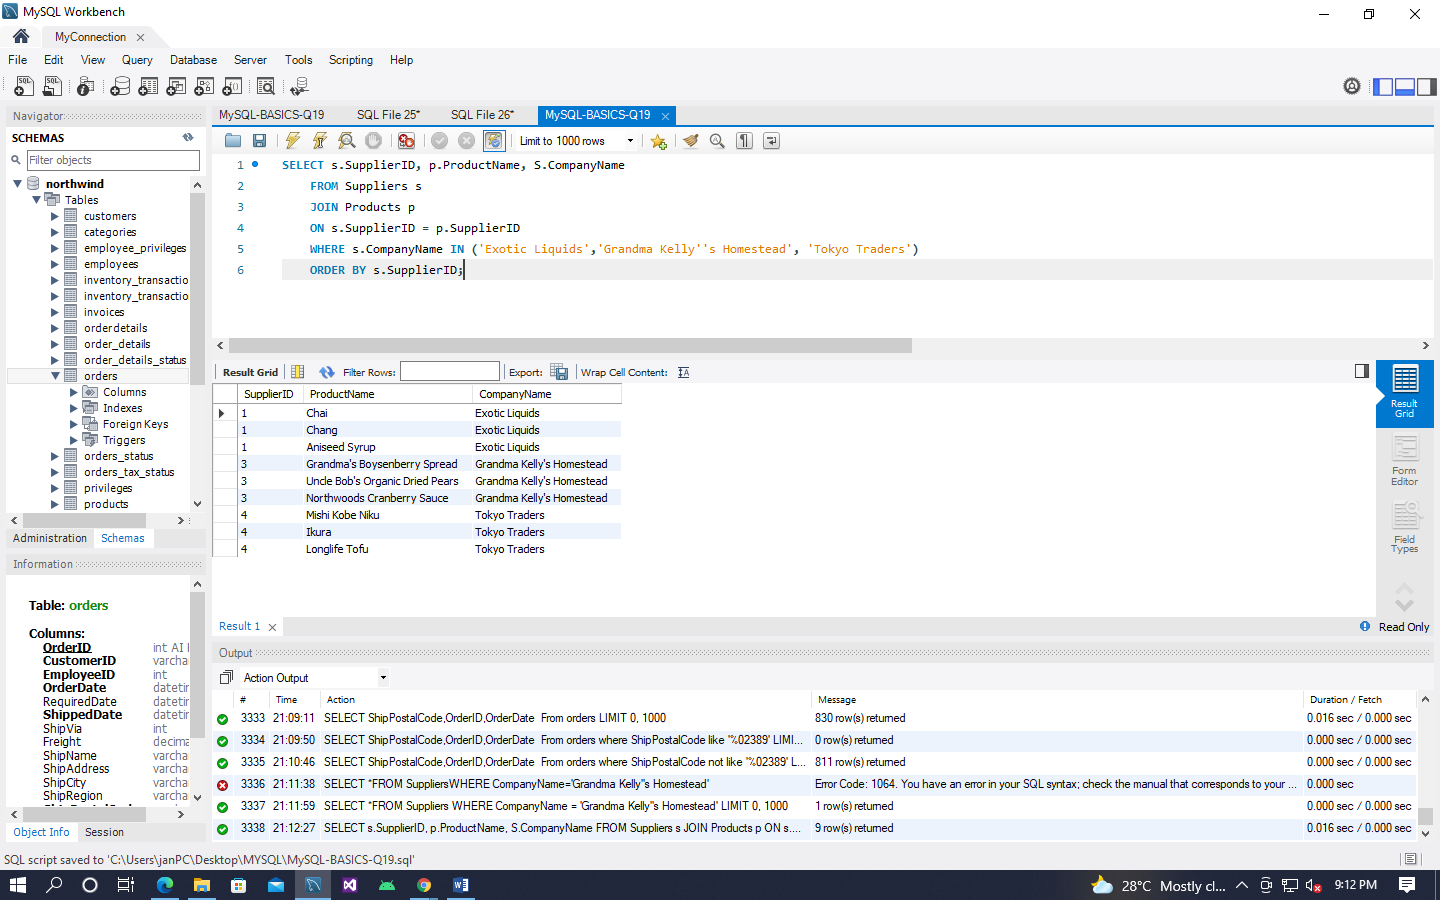 MySQL Workbench
MyConnection
File Edit View Query Database Server Tools Scripting Help
Navigator
SCHEMAS
Filter objects
northwind
Tables
customers
categories
employee_privileges
employees
inventory_transactio
inventory_transactio
invoices
orderdetails
order_details
order_details_status
orders
Columns
Indexes
Foreign Keys
Triggers
orders_status
orders_tax_status
privileges
products
Administration Schemas
Information
Table: orders
Columns:
OrderID int AI
CustomerID varcha
EmployeeID int
OrderDate datetin
RequiredDate datetin
ShippedDate datetin
ShipVia int
Freight decima
ShipName varcha
ShipAddress varcha
ShipCity varcha
ShipRegion varcha
Object Info Session
MySQL-BASICS-Q19 SQL File 25* SQL File 26* MySQL-BASICS-Q19
Limit to 1000 rows
1 SELECT s.SupplierID, p.ProductName, S.CompanyName
2 FROM Suppliers s
3 JOIN Products p
4 ON s.SupplierID = p.SupplierID
5 WHERE s.CompanyName IN ('Exotic Liquids','Grandma Kelly''s Homestead', 'Tokyo Traders')
6 ORDER BY s.SupplierID;
Result Grid Filter Rows: Export: Wrap Cell Content:
SupplierID ProductName CompanyName
1 Chai Exotic Liquids
1 Chang Exotic Liquids
1 Aniseed Syrup Exotic Liquids
3 Grandma's Boysenberry Spread Grandma Kelly's Homestead
3 Uncle Bob's Organic Dried Pears Grandma Kelly's Homestead
3 Northwoods Cranberry Sauce Grandma Kelly's Homestead
4 Mishi Kobe Niku Tokyo Traders
4 Ikura Tokyo Traders
4 Longlife Tofu Tokyo Traders
Result
Grid
Form
Editor
Field
Types
Result 1
Read Only
Output
Action Output
# Time Action Message Duration / Fetch
3333 21:09:11 SELECT ShipPostalCode,OrderID,OrderDate From orders LIMIT 0, 1000 830 row(s) returned 0.016 sec / 0.000 sec
3334 21:09:50 SELECT ShipPostalCode,OrderID,OrderDate From orders where ShipPostalCode like '%02389' LIMI... 0 row(s) returned 0.000 sec / 0.000 sec
3335 21:10:46 SELECT ShipPostalCode,OrderID,OrderDate From orders where ShipPostalCode not like '%02389' L... 811 row(s) returned 0.000 sec / 0.000 sec
3336 21:11:38 SELECT *FROM SuppliersWHERE CompanyName='Grandma Kelly''s Homestead' Error Code: 1064. You have an error in your SQL syntax; check the manual that corresponds to your ... 0.000 sec
3337 21:11:59 SELECT *FROM Suppliers WHERE CompanyName = 'Grandma Kelly''s Homestead' LIMIT 0, 1000 1 row(s) returned 0.000 sec / 0.000 sec
3338 21:12:27 SELECT s.SupplierID, p.ProductName, S.CompanyName FROM Suppliers s JOIN Products p ON s.... 9 row(s) returned 0.016 sec / 0.000 sec
SQL script saved to 'C:\Users\janPC\Desktop\MYSQL\MySQL-BASICS-Q19.sql'
28°C Mostly cl... 9:12 PM